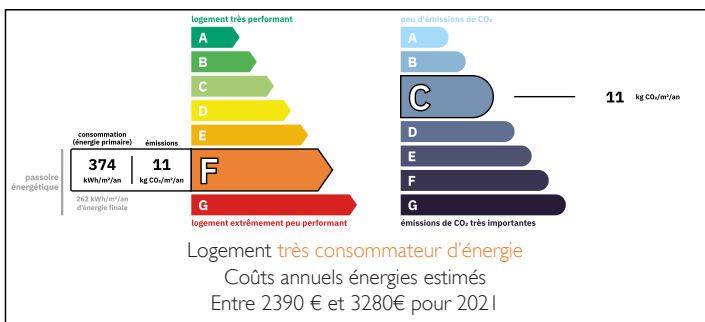 logement très performant
A
B
C
D
E
consommation
(énergie primaire)
émissions
374
11
kWh/m²/an
kg CO₂/m²/an
F
passoire
énergétique
262 kWh/m²/an
d'énergie finale
G
logement extrêmement peu performant
peu d'émissions de CO₂
A
B
C
11 kg CO₂/m²/an
D
E
F
G
émissions de CO₂ très importantes
Logement très consommateur d'énergie
Coûts annuels énergies estimés
Entre 2390 € et 3280€ pour 2021